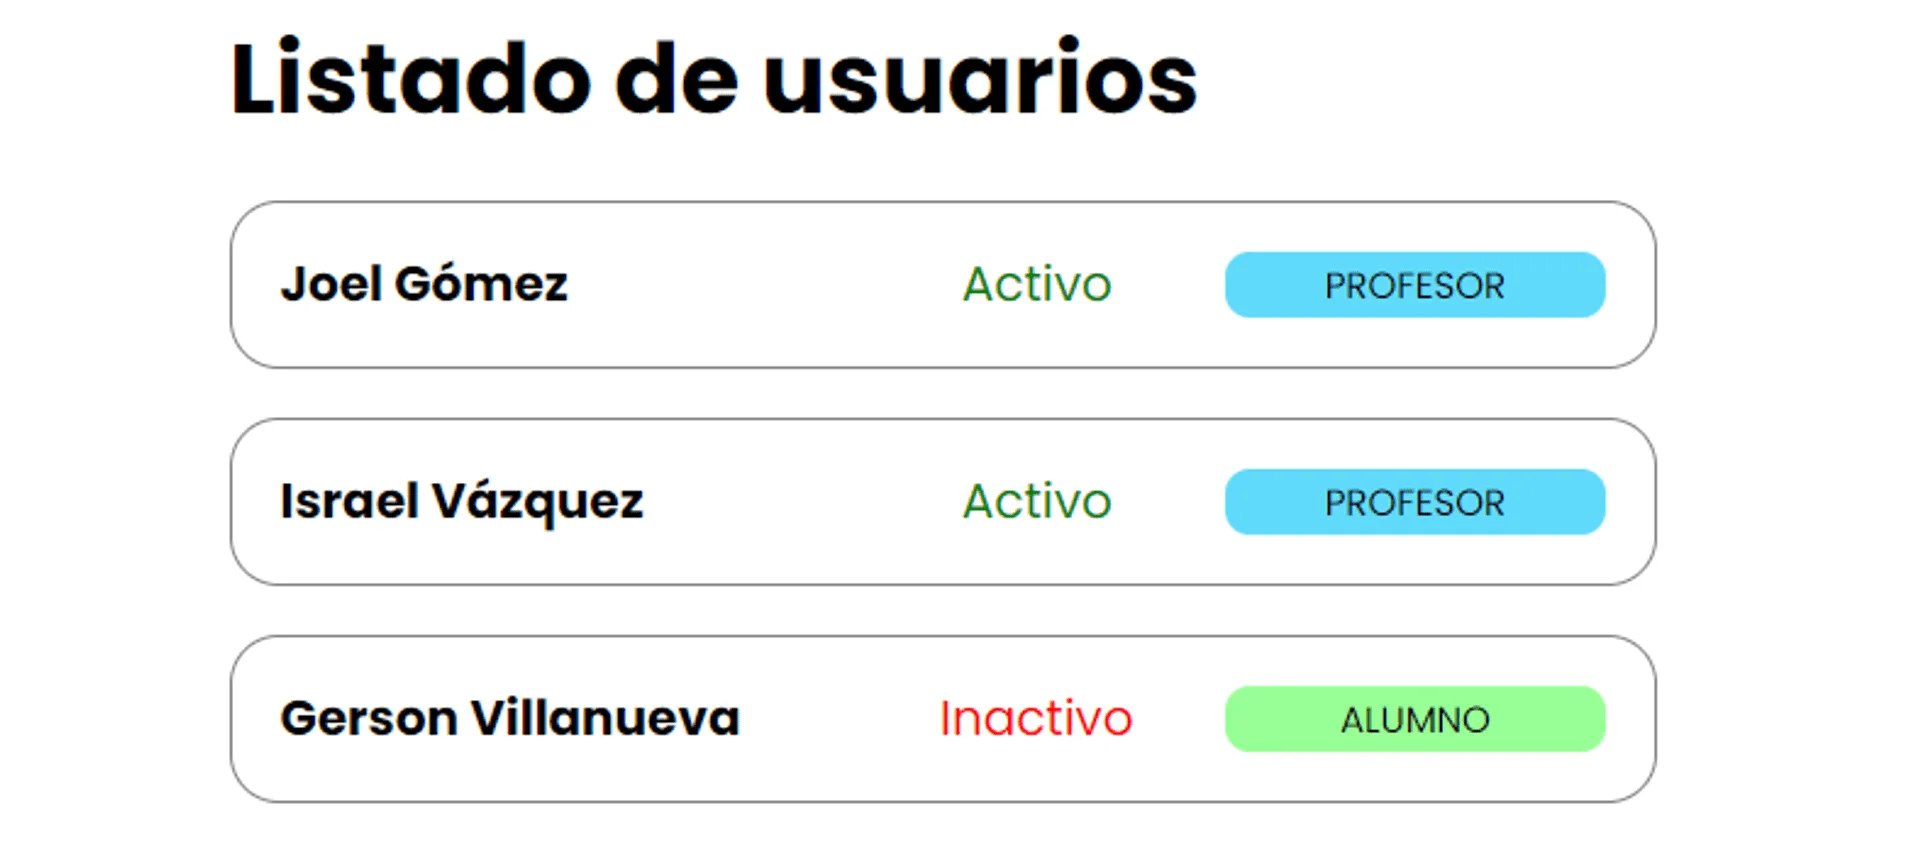 Listado de usuarios
Joel Gómez Activo PROFESOR
Israel Vázquez Activo PROFESOR
Gerson Villanueva Inactivo ALUMNO